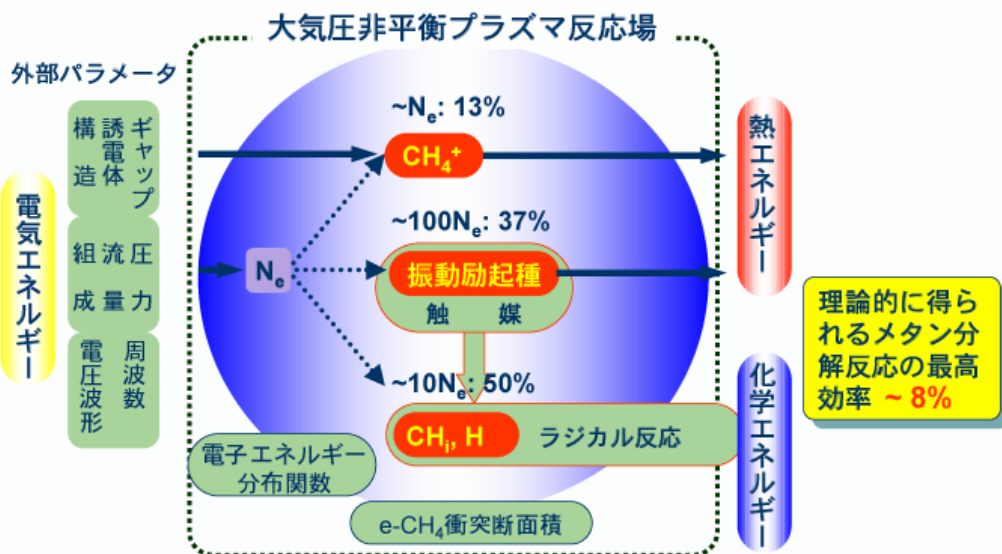 大気圧非平衡プラズマ反応場
外部パラメータ
電気エネルギー
ギャップ
誘電体
構造
圧力
流量
組成
周波数
電圧波形
~Nₑ: 13%
CH₄⁺
~100Nₑ: 37%
Nₑ
振動励起種
触 媒
~10Nₑ: 50%
CHᵢ, H
ラジカル反応
電子エネルギー
分布関数
e-CH₄衝突断面積
熱エネルギー
化学エネルギー
理論的に得ら
れるメタン分
解反応の最高
効率 ~ 8%